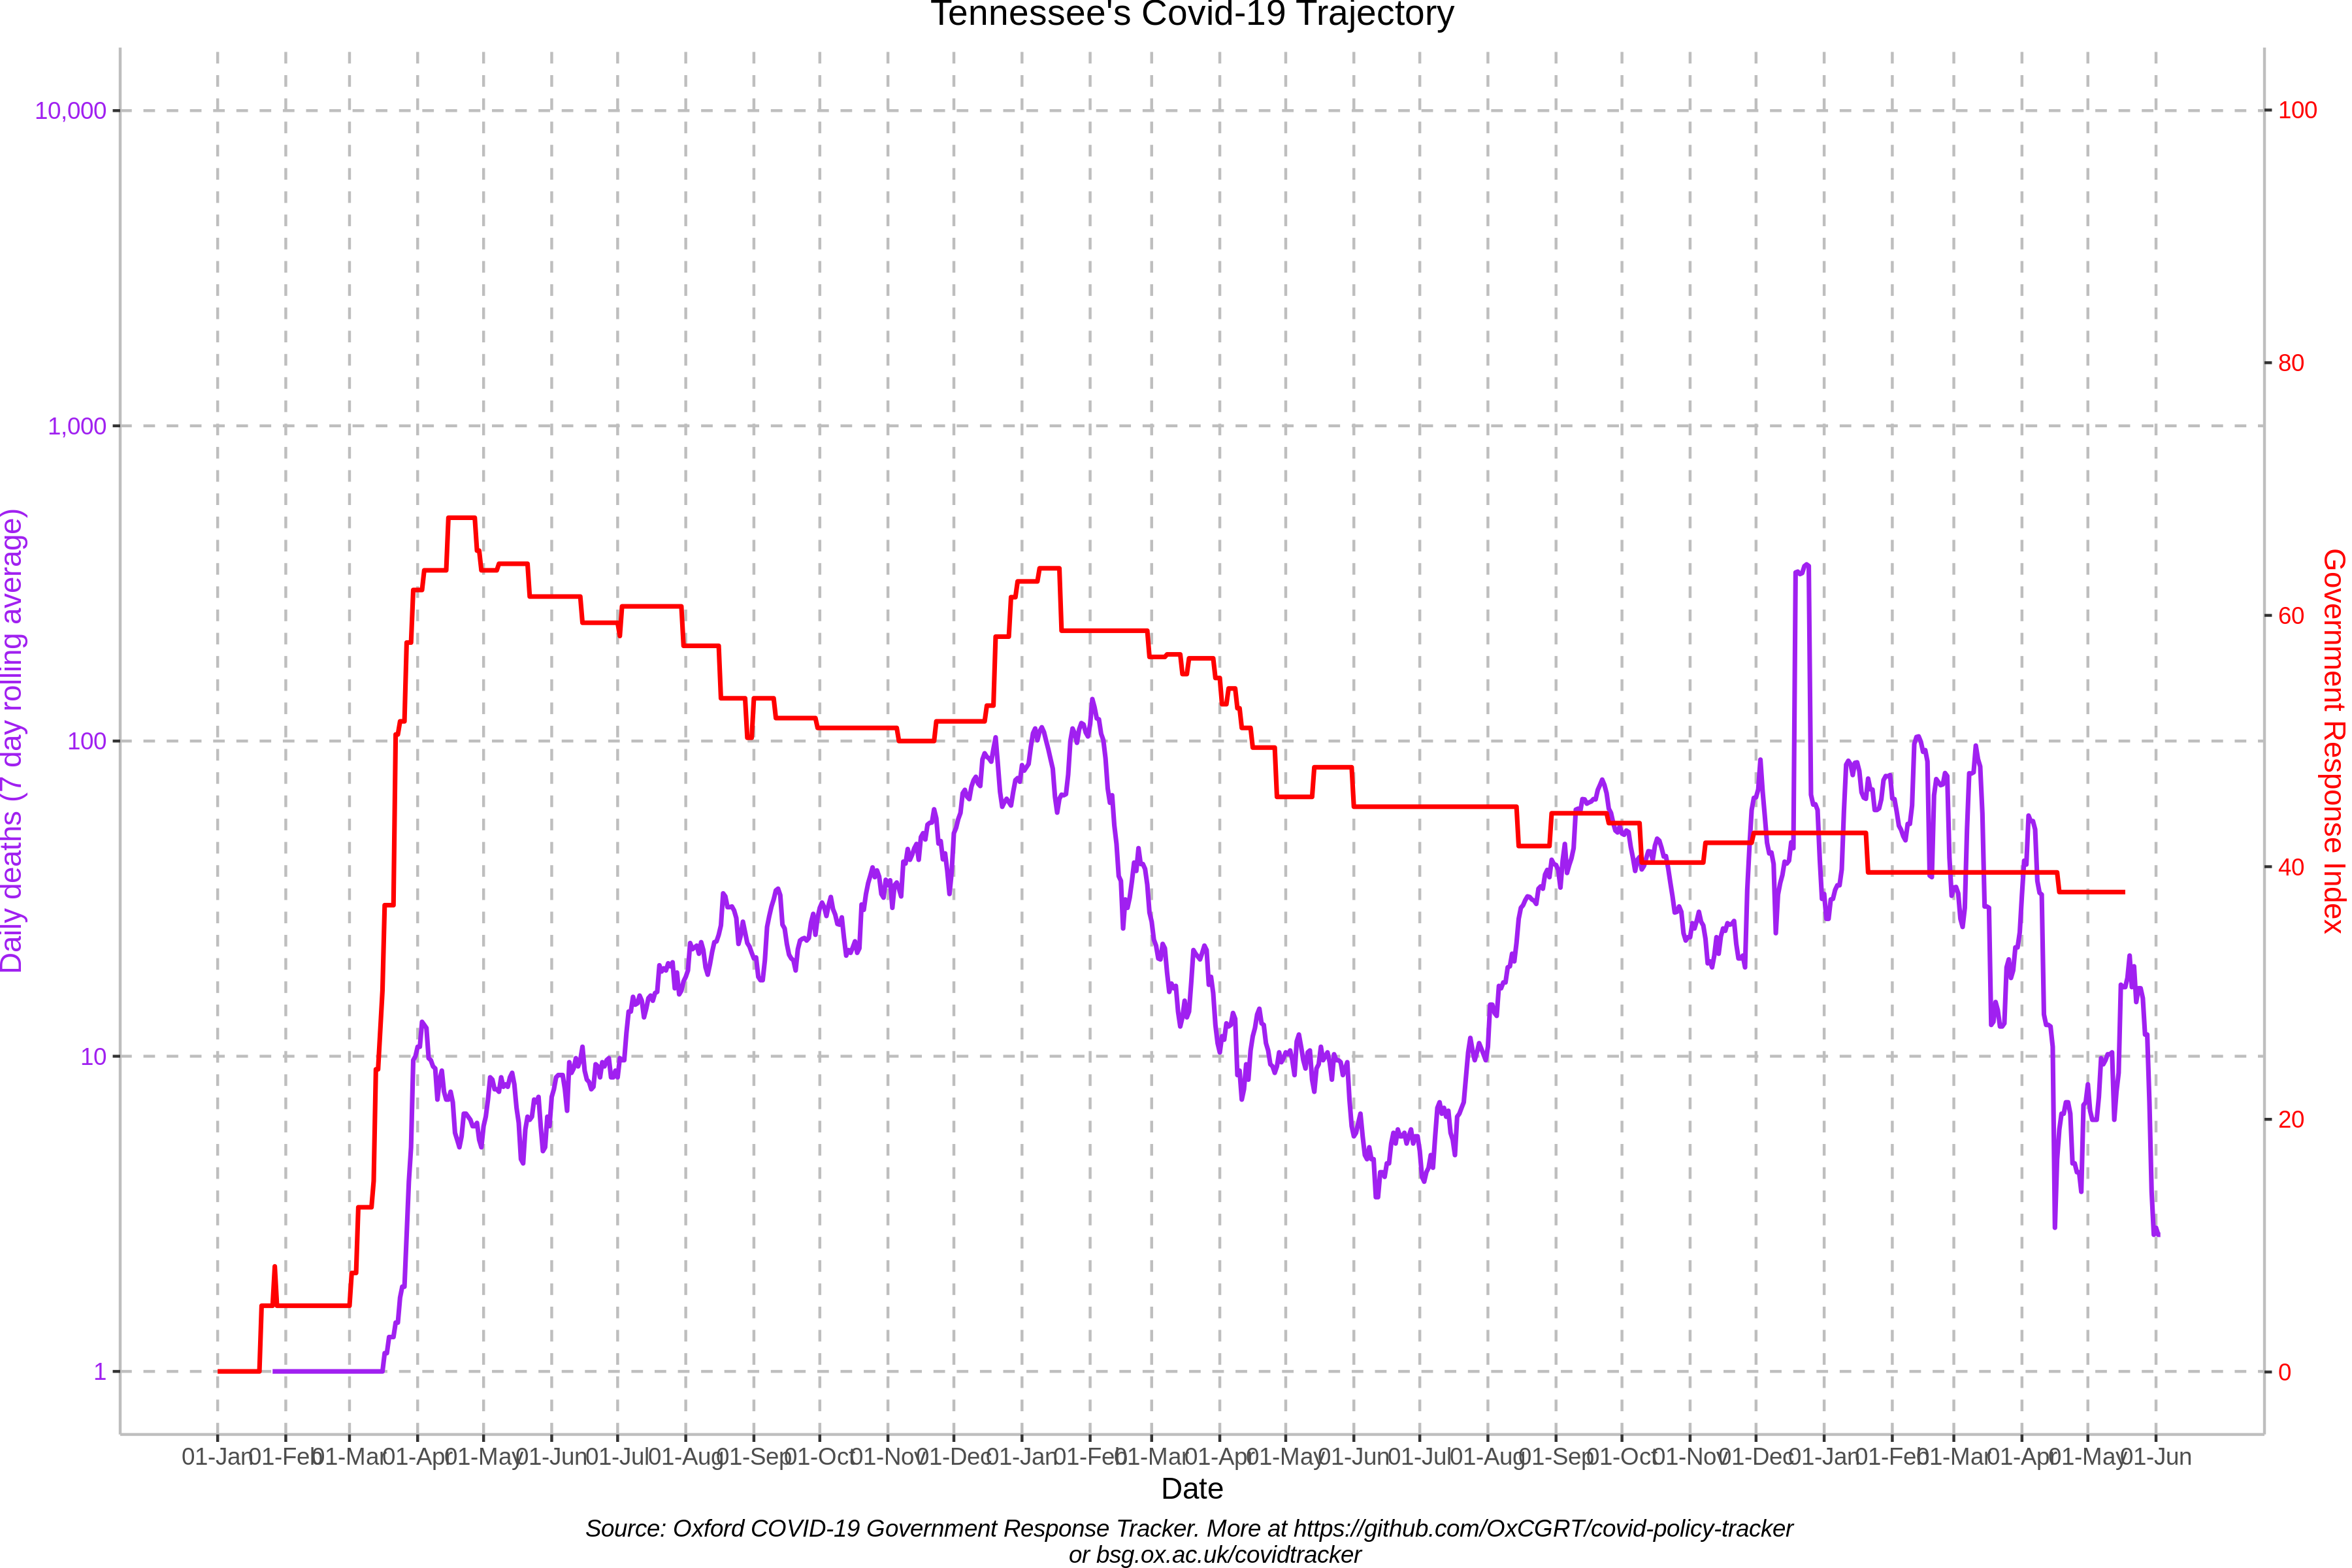 Tennessee's Covid-19 Trajectory
10,000
1,000
100
10
1
Daily deaths (7 day rolling average)
100
80
60
40
20
0
Government Response Index
01-Jan 01-Feb 01-Mar 01-Apr 01-May 01-Jun 01-Jul 01-Aug 01-Sep 01-Oct 01-Nov 01-Dec 01-Jan 01-Feb 01-Mar 01-Apr 01-May 01-Jun 01-Jul 01-Aug 01-Sep 01-Oct 01-Nov 01-Dec 01-Jan 01-Feb 01-Mar 01-Apr 01-May 01-Jun
Date
Source: Oxford COVID-19 Government Response Tracker. More at https://github.com/OxCGRT/covid-policy-tracker
or bsg.ox.ac.uk/covidtracker